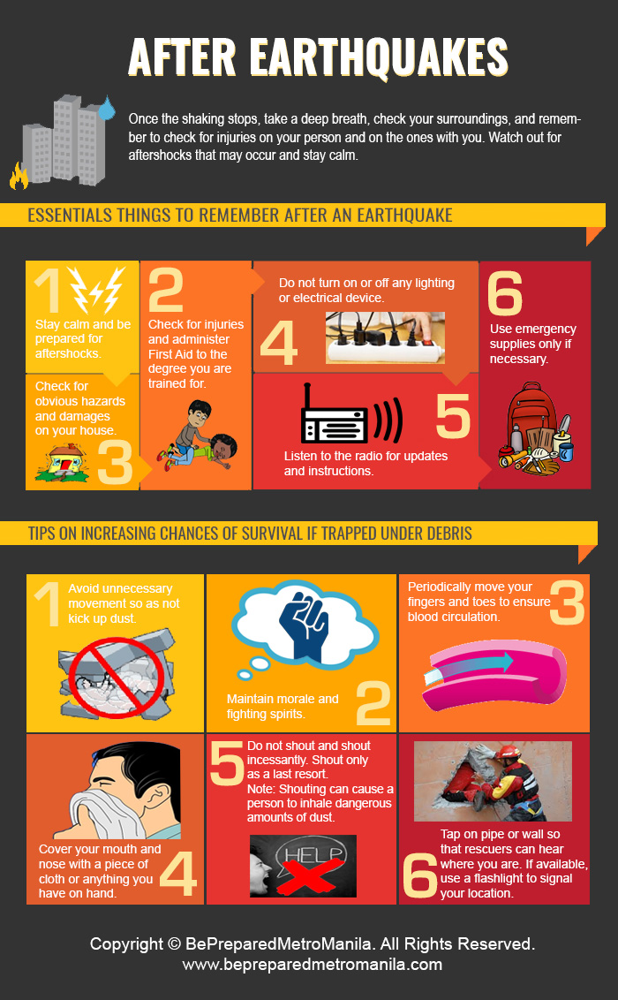 AFTER EARTHQUAKES
Once the shaking stops, take a deep breath, check your surroundings, and remem-
ber to check for injuries on your person and on the ones with you. Watch out for
aftershocks that may occur and stay calm.
ESSENTIALS THINGS TO REMEMBER AFTER AN EARTHQUAKE
1
Stay calm and be
prepared for
aftershocks.
2
Check for injuries
and administer
First Aid to the
degree you are
trained for.
Check for
obvious hazards
and damages
on your house.
3
Do not turn on or off any lighting
or electrical device.
4
5
Listen to the radio for updates
and instructions.
6
Use emergency
supplies only if
necessary.
TIPS ON INCREASING CHANCES OF SURVIVAL IF TRAPPED UNDER DEBRIS
1
Avoid unnecessary
movement so as not
kick up dust.
Maintain morale and
fighting spirits.
2
Periodically move your
fingers and toes to ensure
blood circulation.
3
Cover your mouth and
nose with a piece of
cloth or anything you
have on hand.
4
5
Do not shout and shout
incessantly. Shout only
as a last resort.
Note: Shouting can cause a
person to inhale dangerous
amounts of dust.
HELP
Tap on pipe or wall so
that rescuers can hear
where you are. If available,
use a flashlight to signal
your location.
6
Copyright © BePreparedMetroManila. All Rights Reserved.
www.bepreparedmetromanila.com